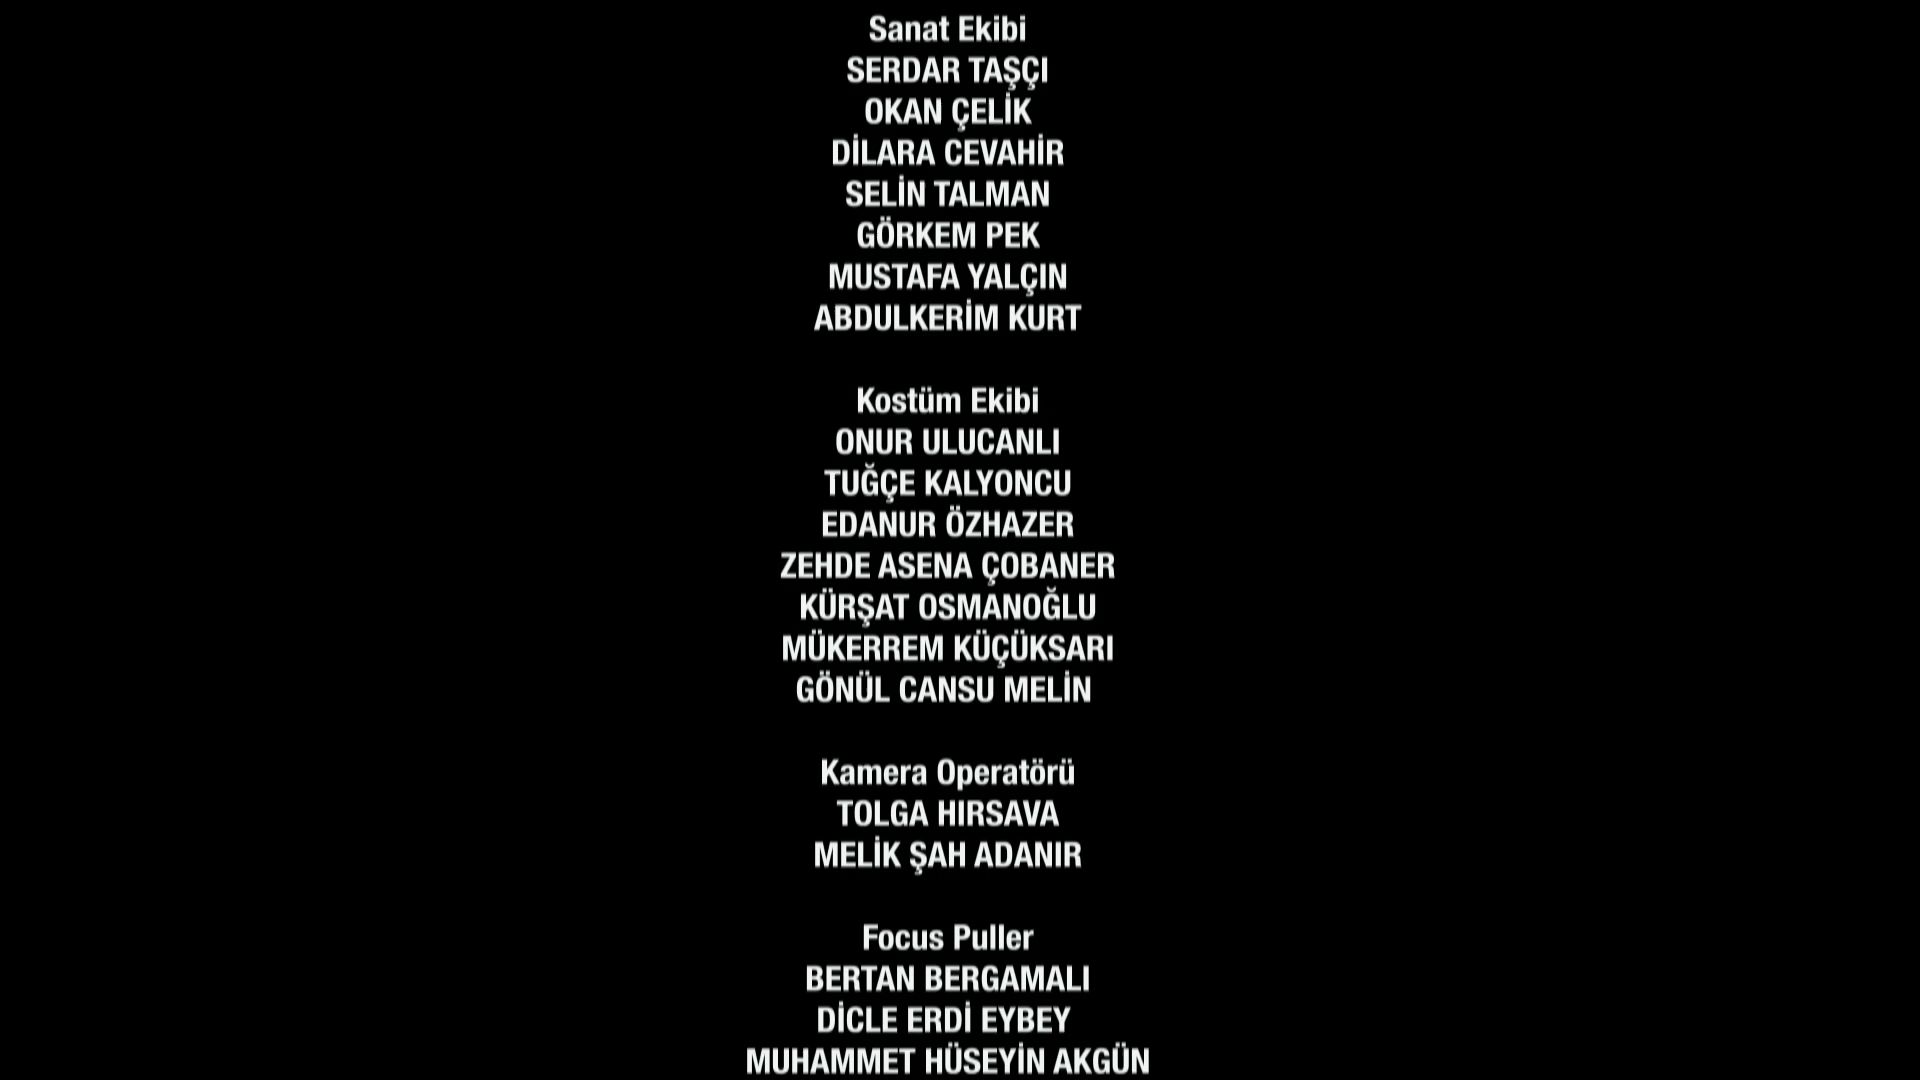 Sanat Ekibi
SERDAR TAŞÇI
OKAN ÇELİK
DİLARA CEVAHİR
SELİN TALMAN
GÖRKEM PEK
MUSTAFA YALÇIN
ABDULKERİM KURT
Kostüm Ekibi
ONUR ULUCANLI
TUĞÇE KALYONCU
EDANUR ÖZHAZER
ZEHDE ASENA ÇOBANER
KÜRŞAT OSMANOĞLU
MÜKERREM KÜÇÜKSARI
GÖNÜL CANSU MELİN
Kamera Operatörü
TOLGA HIRSAVA
MELİK ŞAH ADANIR
Focus Puller
BERTAN BERGAMALI
DİCLE ERDİ EYBEY
MUHAMMET HÜSEYİN AKGÜN